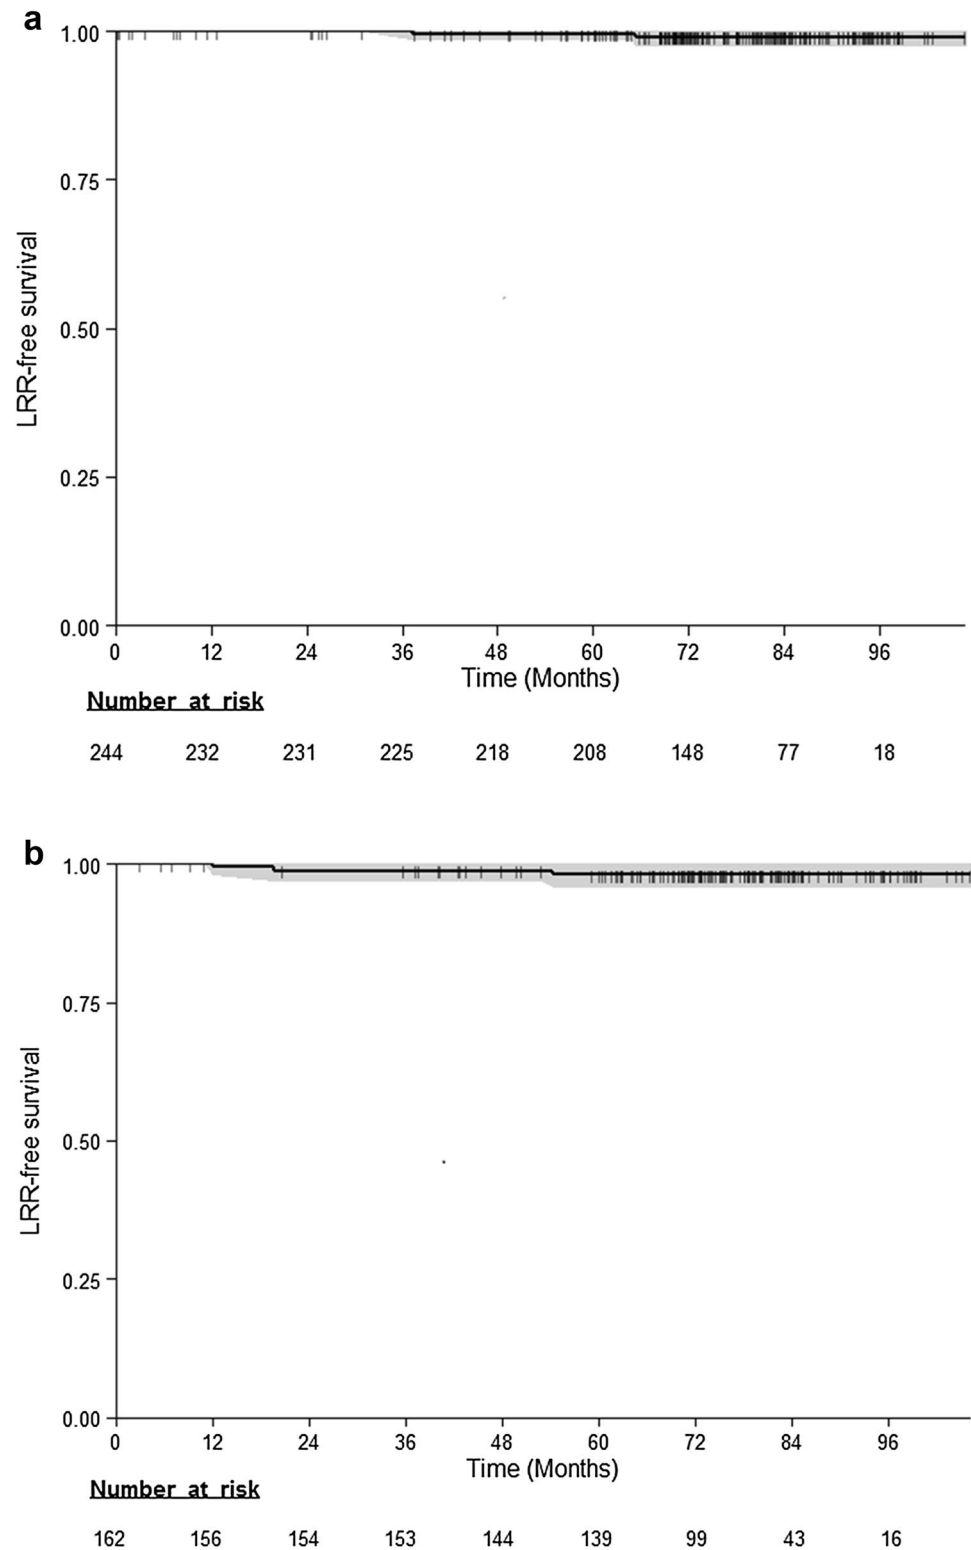 a
LRR-free survival
1.00
0.75
0.50
0.25
0.00
0 12 24 36 48 60 72 84 96
Time (Months)
Number at risk
244 232 231 225 218 208 148 77 18
b
LRR-free survival
1.00
0.75
0.50
0.25
0.00
0 12 24 36 48 60 72 84 96
Time (Months)
Number at risk
162 156 154 153 144 139 99 43 16